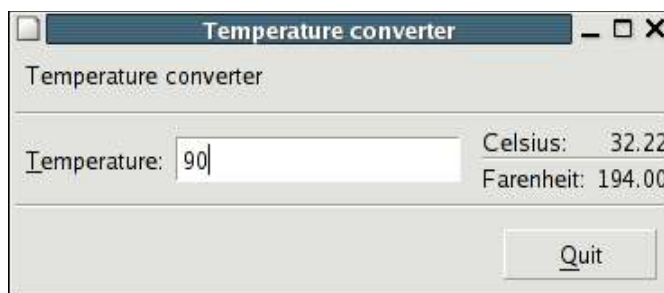 Temperature converter
Temperature converter
Temperature: 90
Celsius: 32.22
Farenheit: 194.00
Quit